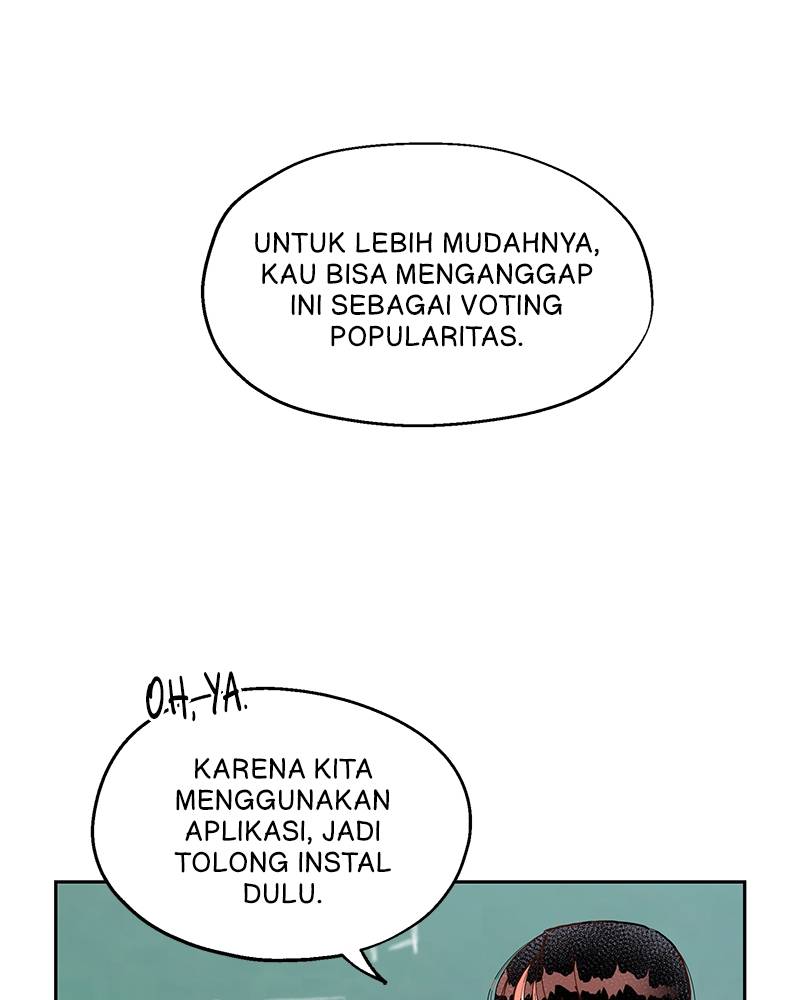 UNTUK LEBIH MUDAHNYA,
KAU BISA MENGANGGAP
INI SEBAGAI VOTING
POPULARITAS.
OH, YA.
KARENA KITA
MENGGUNAKAN
APLIKASI, JADI
TOLONG INSTAL
DULU.